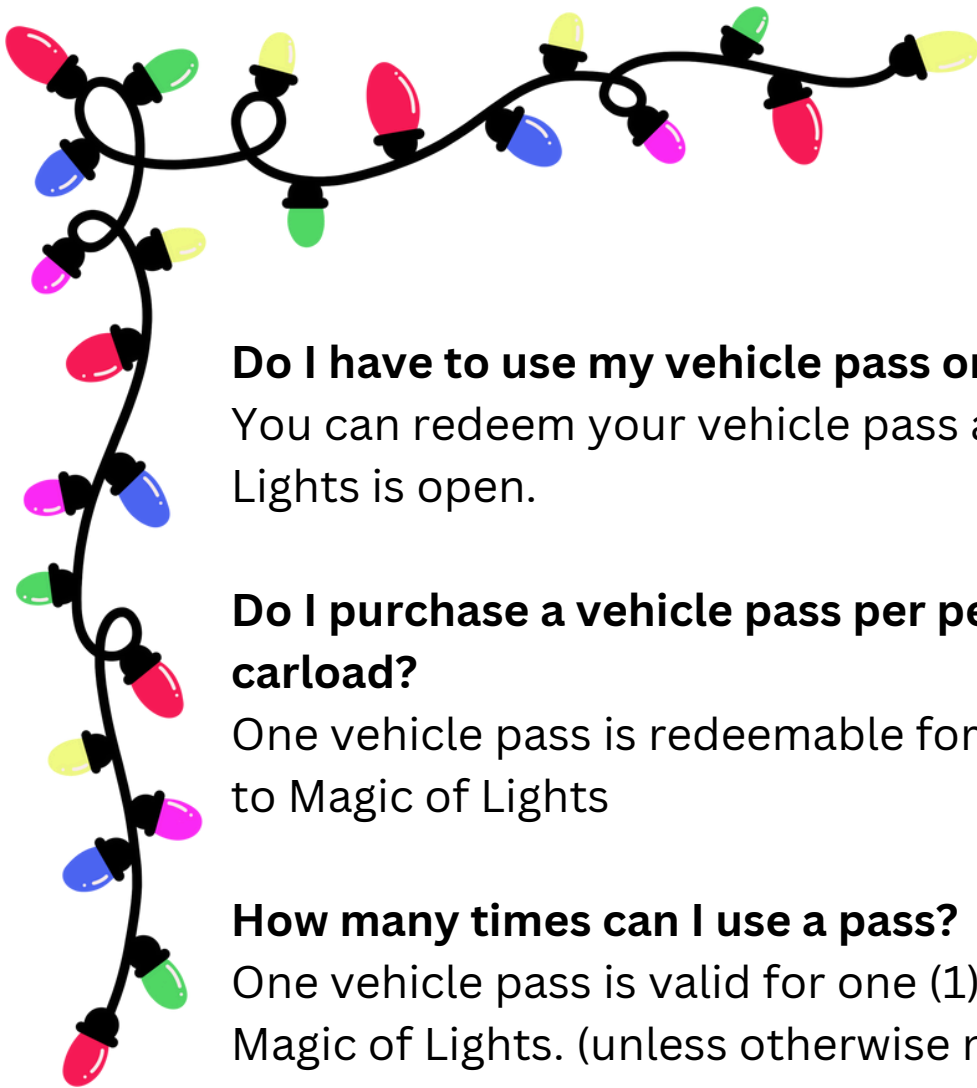 Do I have to use my vehicle pass
You can redeem your vehicle pass
Lights is open.
Do I purchase a vehicle pass per
carload?
One vehicle pass is redeemable
to Magic of Lights
How many times can I use a pass?
One vehicle pass is valid for one (1)
Magic of Lights. (unless otherwise